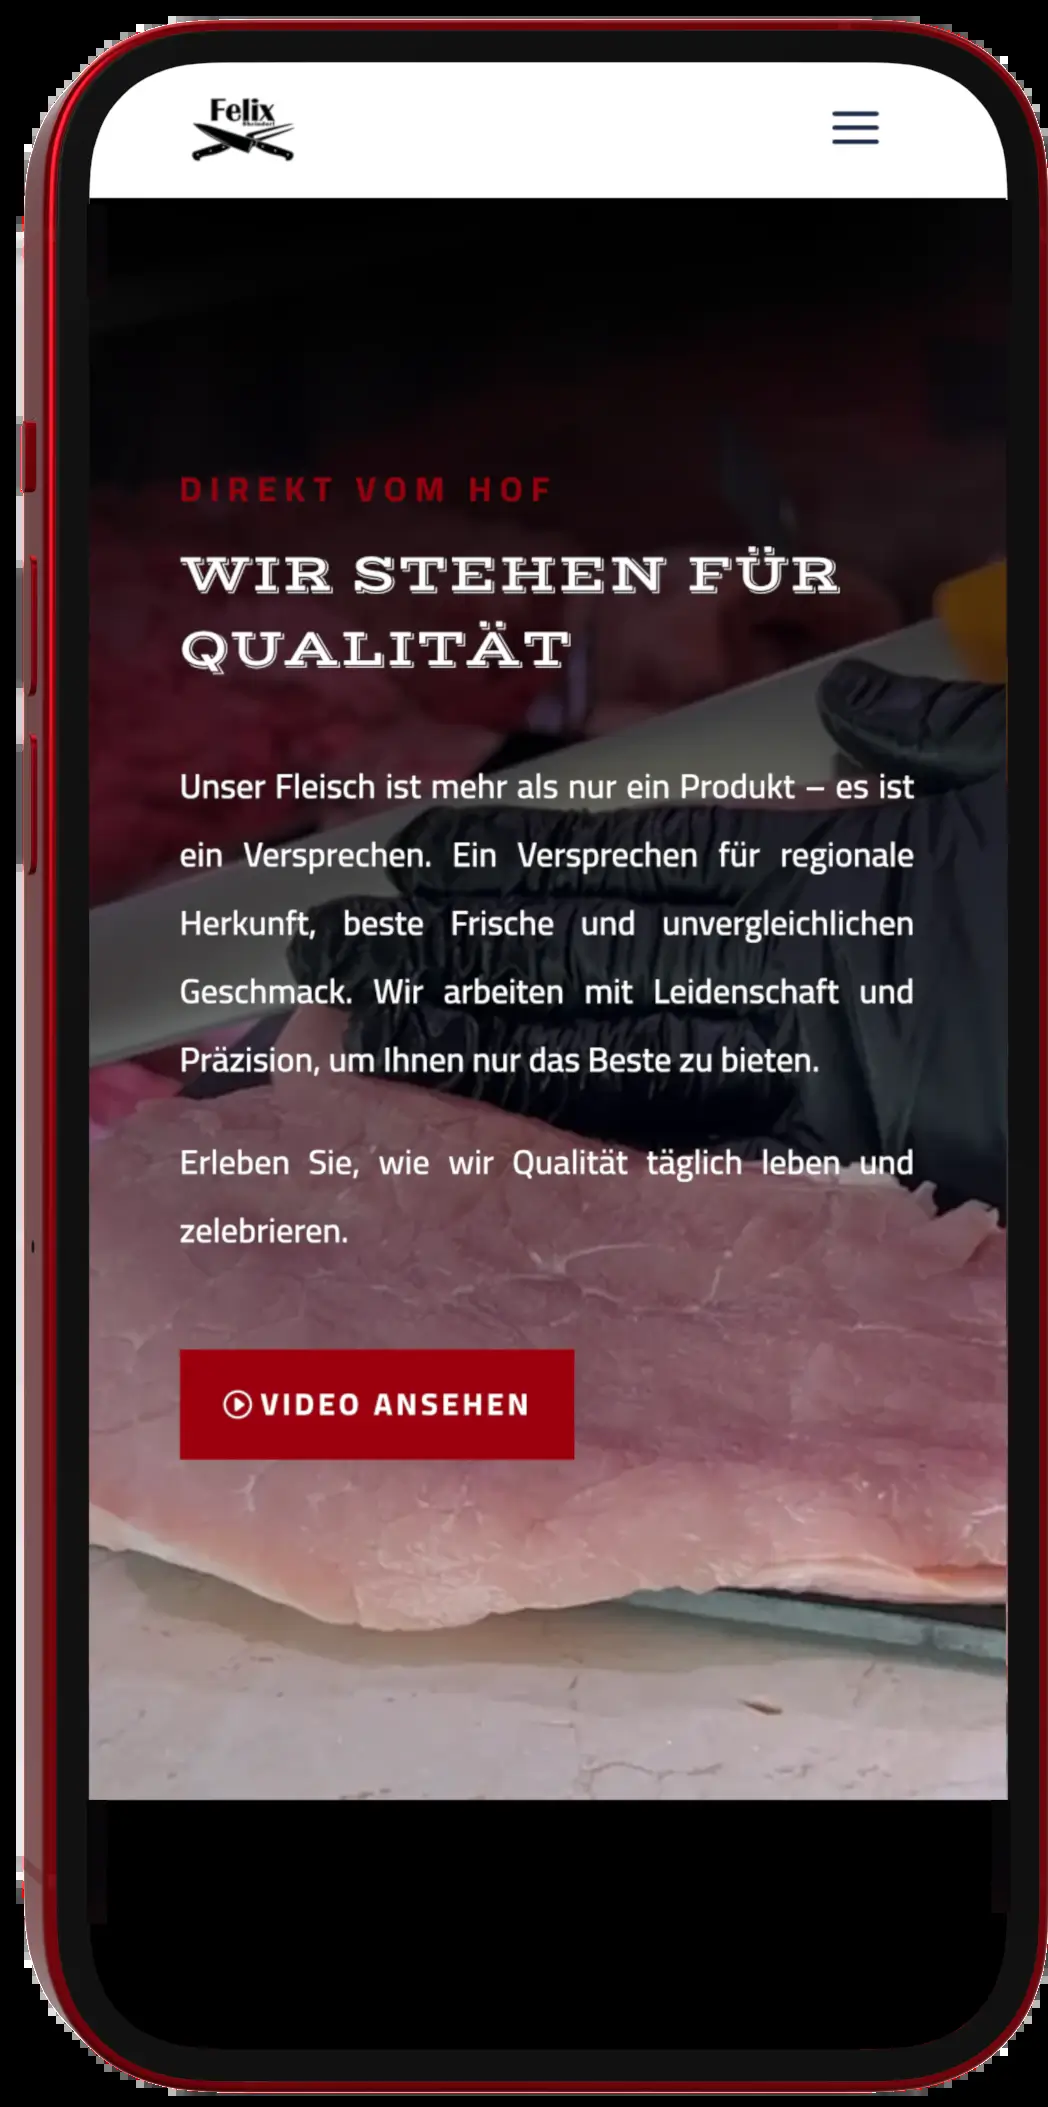 Felix
DIREKT VOM HOF
WIR STEHEN FÜR
QUALITÄT
Unser Fleisch ist mehr als nur ein Produkt – es ist
ein Versprechen. Ein Versprechen für regionale
Herkunft, beste Frische und unvergleichlichen
Geschmack. Wir arbeiten mit Leidenschaft und
Präzision, um Ihnen nur das Beste zu bieten.
Erleben Sie, wie wir Qualität täglich leben und
zelebrieren.
VIDEO ANSEHEN